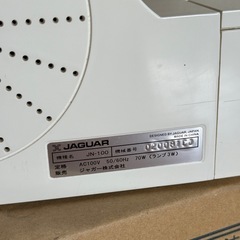 DESIGNED BY JAGUAR JAPAN
MADE IN CHINA
JAGUAR
機種名 JN-100 機械番号
定格 AC100V 50/60Hz 70W (ランプ3W)
販売 ジャガー株式会社